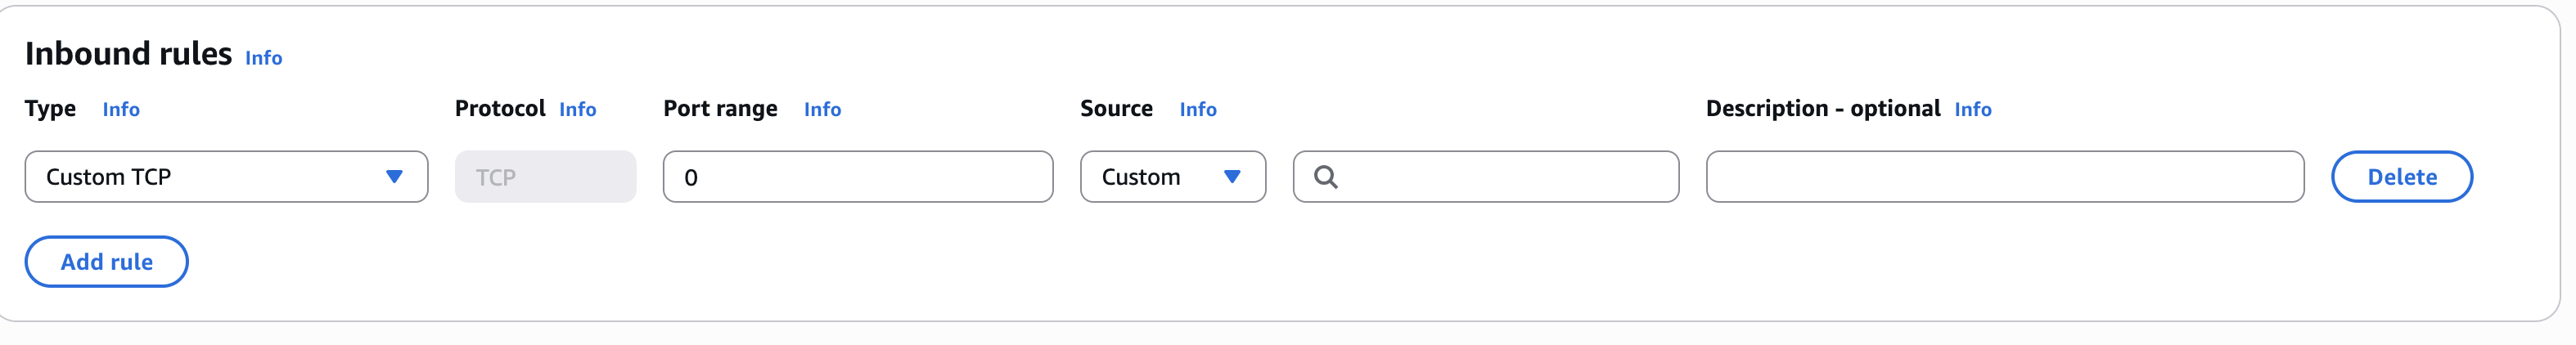 Inbound rules Info
Type Info Protocol Info Port range Info Source Info Description - optional Info
Custom TCP TCP 0 Custom Delete
Add rule